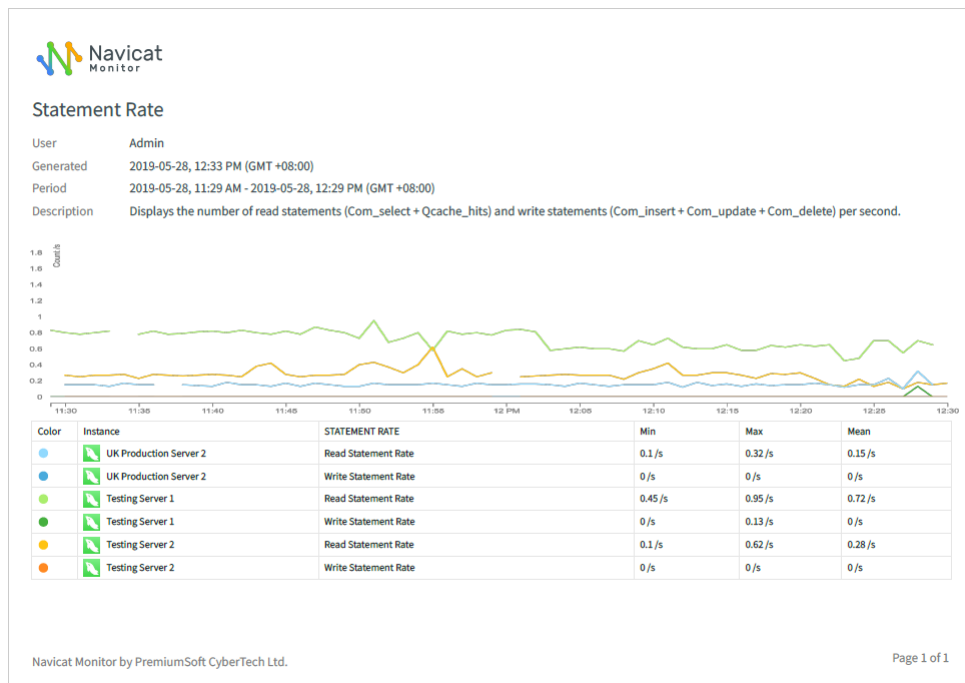 Navicat
Monitor
Statement Rate
User Admin
Generated 2019-05-28, 12:33 PM (GMT +08:00)
Period 2019-05-28, 11:29 AM - 2019-05-28, 12:29 PM (GMT +08:00)
Description Displays the number of read statements (Com_select + Qcache_hits) and write statements (Com_insert + Com_update + Com_delete) per second.
Count /s
1.8
1.6
1.4
1.2
1
0.8
0.6
0.4
0.2
0
11:30 11:35 11:40 11:45 11:50 11:55 12 PM 12:05 12:10 12:15 12:20 12:25 12:30
Color Instance STATEMENT RATE Min Max Mean
UK Production Server 2 Read Statement Rate 0.1 /s 0.32 /s 0.15 /s
UK Production Server 2 Write Statement Rate 0 /s 0 /s 0 /s
Testing Server 1 Read Statement Rate 0.45 /s 0.95 /s 0.72 /s
Testing Server 1 Write Statement Rate 0 /s 0.13 /s 0 /s
Testing Server 2 Read Statement Rate 0.1 /s 0.62 /s 0.28 /s
Testing Server 2 Write Statement Rate 0 /s 0 /s 0 /s
Navicat Monitor by PremiumSoft CyberTech Ltd. Page 1 of 1